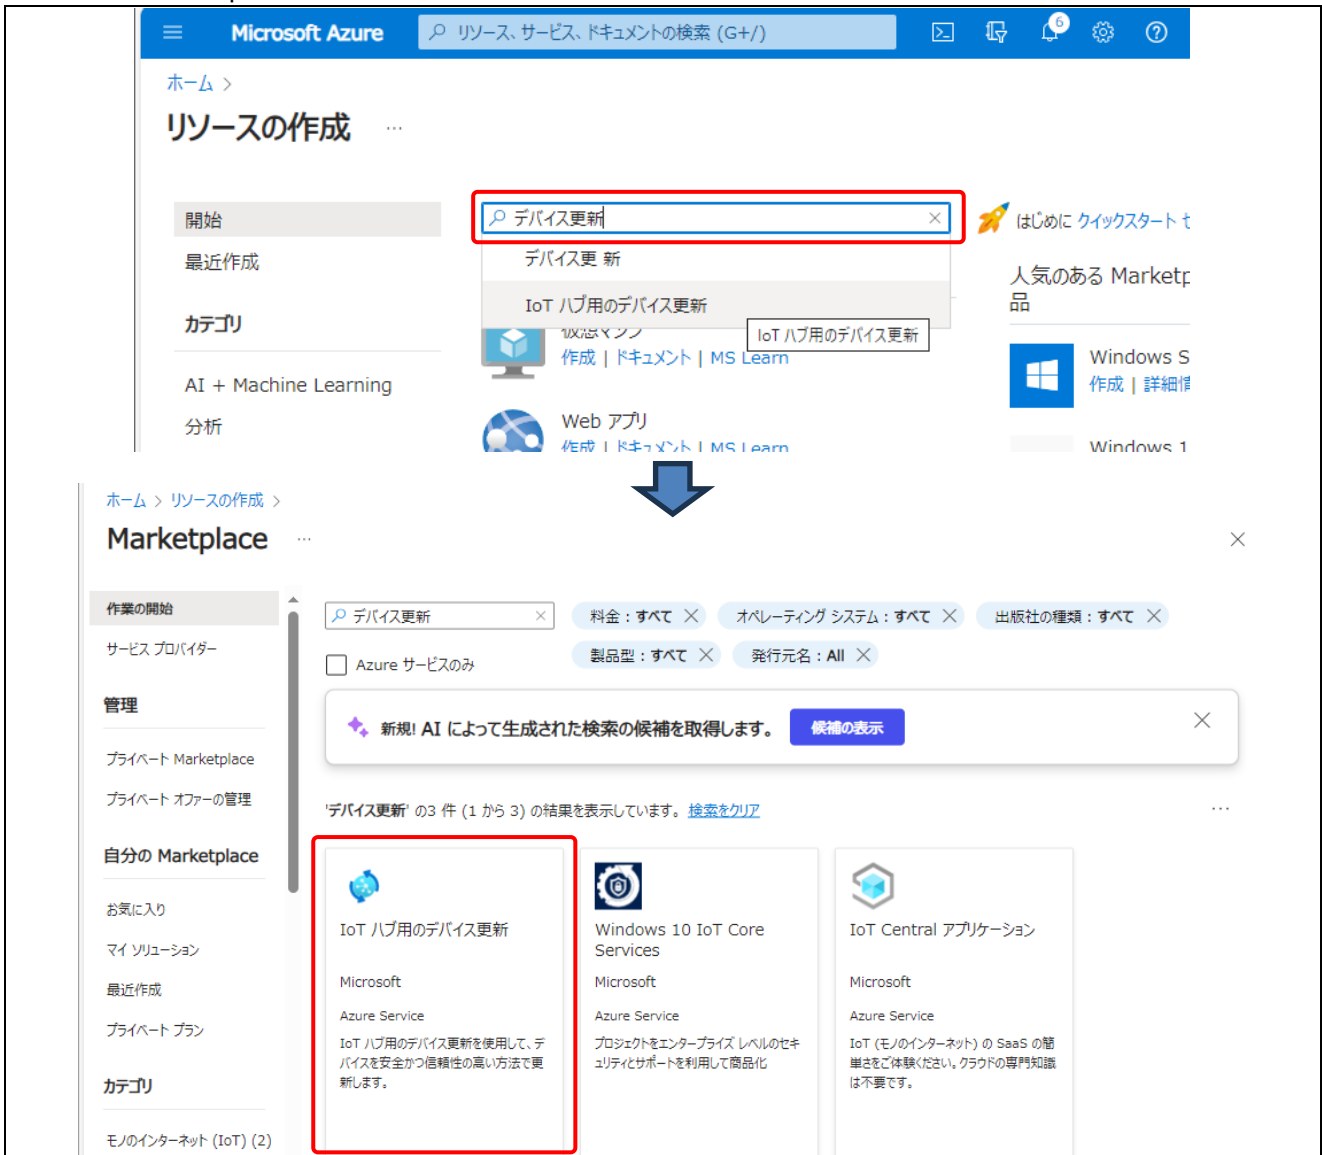 Microsoft Azure
リソース、サービス、ドキュメントの検索 (G+/)
6
ホーム >
リソースの作成 ...
開始
最近作成
カテゴリ
AI + Machine Learning
分析
デバイス更新
デバイス更 新
IoT ハブ用のデバイス更新
IoT ハブ用のデバイス更新
仮想マシン
作成 | ドキュメント | MS Learn
Web アプリ
作成 | ドキュメント | MS Learn
はじめに クイックスタート セ
人気のある Marketp
品
Windows S
作成 | 詳細情
Windows 1
ホーム > リソースの作成 >
Marketplace ...
作業の開始
サービス プロバイダー
管理
プライベート Marketplace
プライベート オファーの管理
自分の Marketplace
お気に入り
マイ ソリューション
最近作成
プライベート プラン
カテゴリ
モノのインターネット (IoT) (2)
デバイス更新
料金 : すべて
オペレーティング システム : すべて
出版社の種類 : すべて
Azure サービスのみ
製品型 : すべて
発行元名 : All
新規! AI によって生成された検索の候補を取得します。
候補の表示
'デバイス更新' の3 件 (1 から 3) の結果を表示しています。 検索をクリア
...
IoT ハブ用のデバイス更新
Microsoft
Azure Service
IoT ハブ用のデバイス更新を使用して、デ
バイスを安全かつ信頼性の高い方法で更
新します。
Windows 10 IoT Core
Services
Microsoft
Azure Service
プロジェクトをエンタープライズ レベルのセキ
ュリティとサポートを利用して商品化
IoT Central アプリケーション
Microsoft
Azure Service
IoT (モノのインターネット) の SaaS の簡
単さをご体験ください。クラウドの専門知識
は不要です。